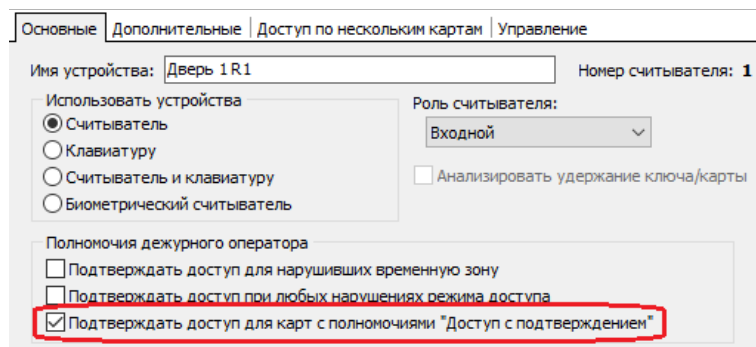 Основные Дополнительные Доступ по нескольким картам Управление
Имя устройства: Дверь 1R1 Номер считывателя: 1
Использовать устройства
Считыватель
Клавиатуру
Считыватель и клавиатуру
Биометрический считыватель
Роль считывателя:
Входной
Анализировать удержание ключа/карты
Полномочия дежурного оператора
Подтверждать доступ для нарушивших временную зону
Подтверждать доступ при любых нарушениях режима доступа
Подтверждать доступ для карт с полномочиями "Доступ с подтверждением"